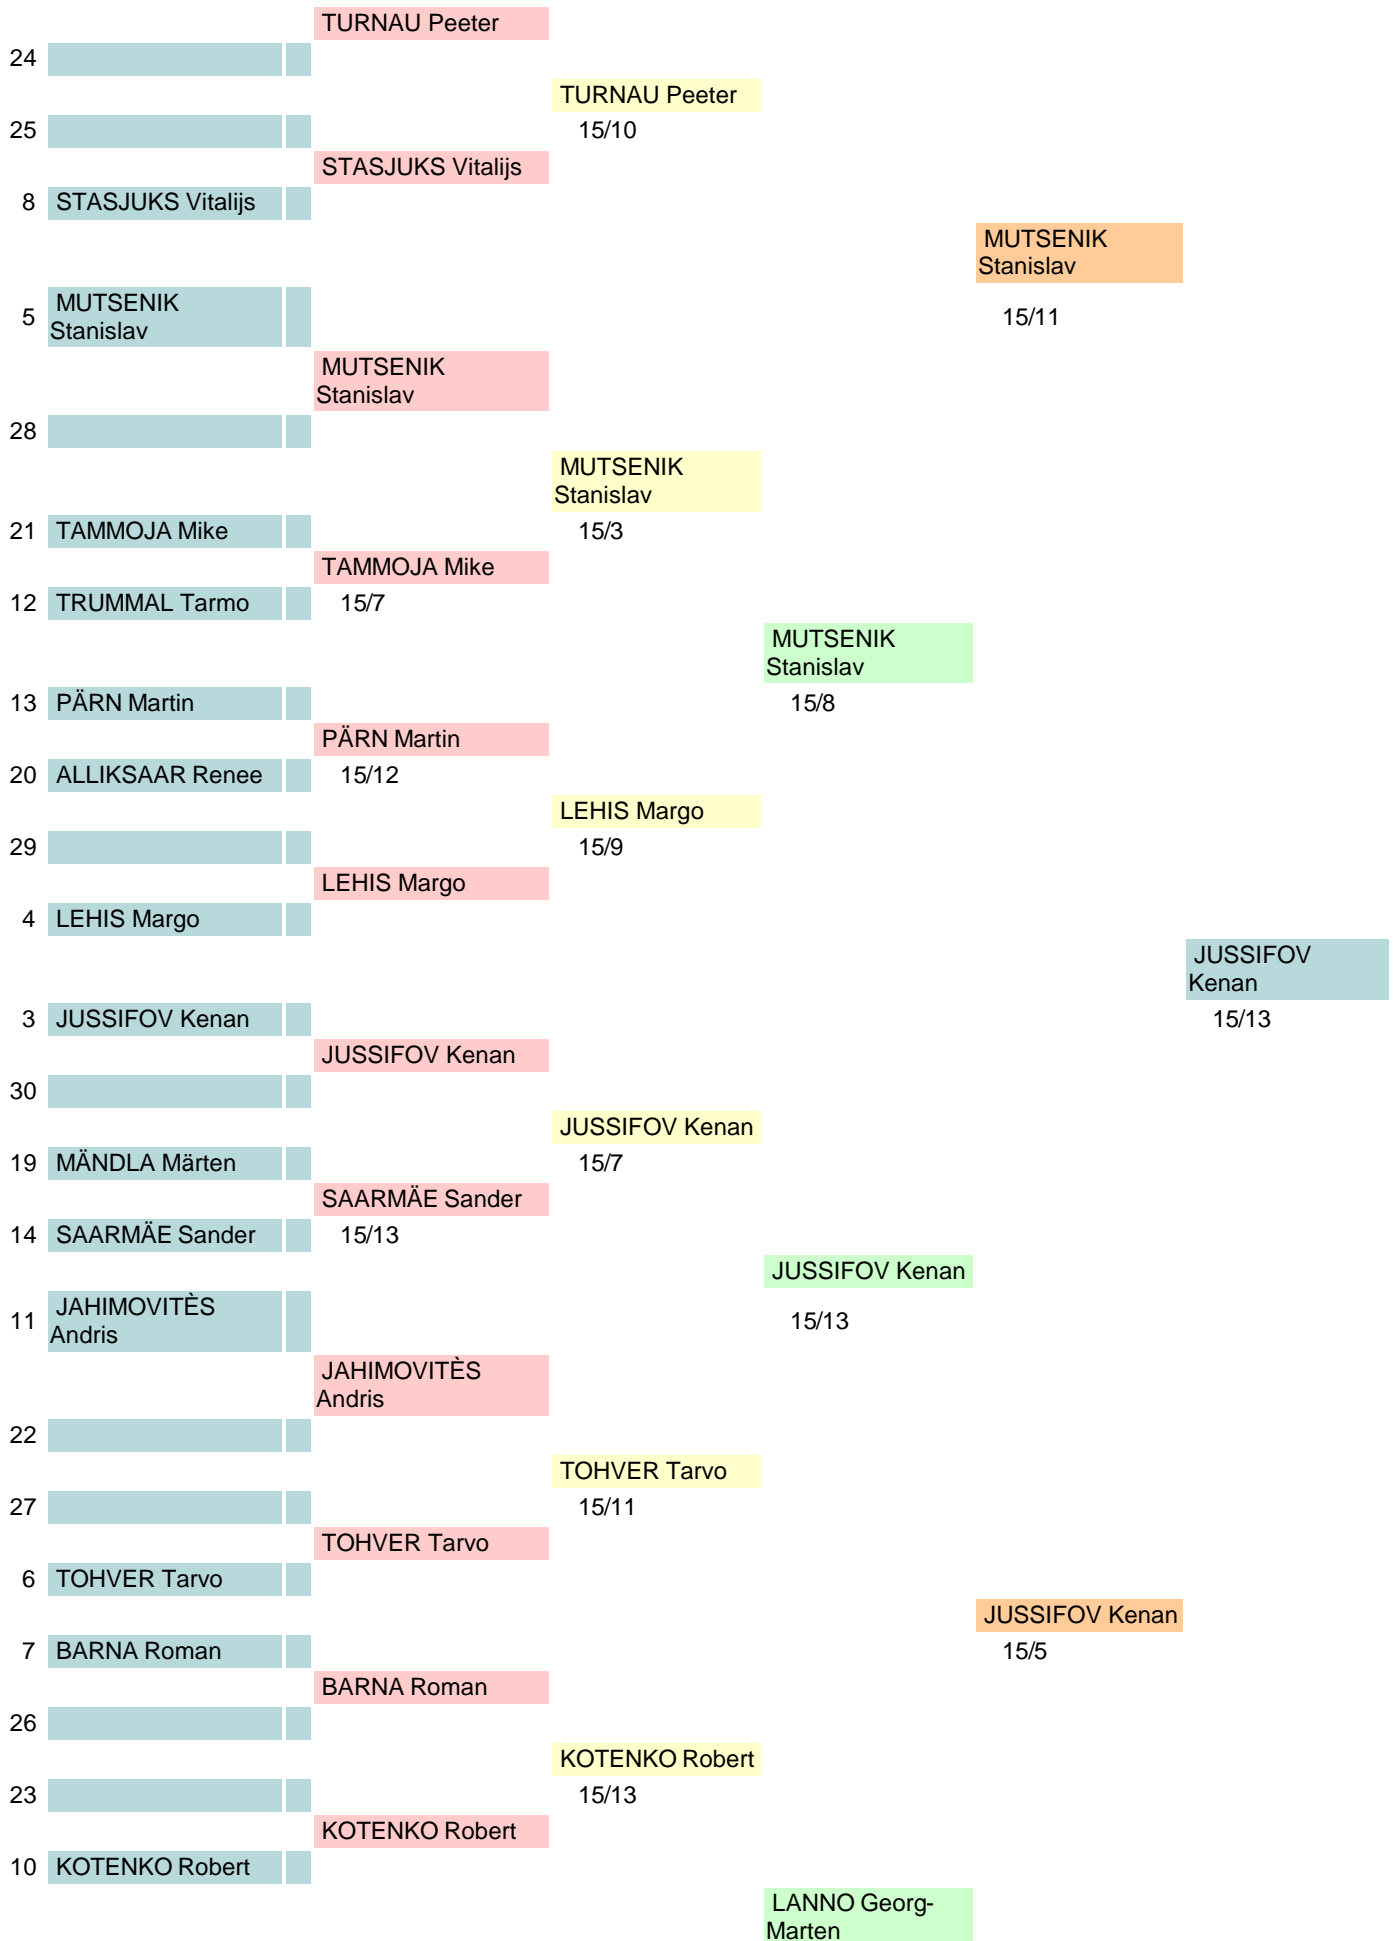 TURNAU Peeter
24
TURNAU Peeter
25
15/10
STASJUKS Vitalijs
8 STASJUKS Vitalijs
MUTSENIK
Stanislav
5 MUTSENIK
Stanislav
15/11
MUTSENIK
Stanislav
28
MUTSENIK
Stanislav
21 TAMMOJA Mike
15/3
TAMMOJA Mike
12 TRUMMAL Tarmo
15/7
MUTSENIK
Stanislav
13 PÄRN Martin
15/8
PÄRN Martin
20 ALLIKSAAR Renee
15/12
LEHIS Margo
29
15/9
LEHIS Margo
4 LEHIS Margo
JUSSIFOV
Kenan
3 JUSSIFOV Kenan
15/13
JUSSIFOV Kenan
30
JUSSIFOV Kenan
19 MÄNDLA Märten
15/7
SAARMÄE Sander
14 SAARMÄE Sander
15/13
JUSSIFOV Kenan
11 JAHIMOVITÈS
Andris
15/13
JAHIMOVITÈS
Andris
22
TOHVER Tarvo
27
15/11
TOHVER Tarvo
6 TOHVER Tarvo
JUSSIFOV Kenan
7 BARNA Roman
15/5
BARNA Roman
26
KOTENKO Robert
23
15/13
KOTENKO Robert
10 KOTENKO Robert
LANNO Georg-
Marten